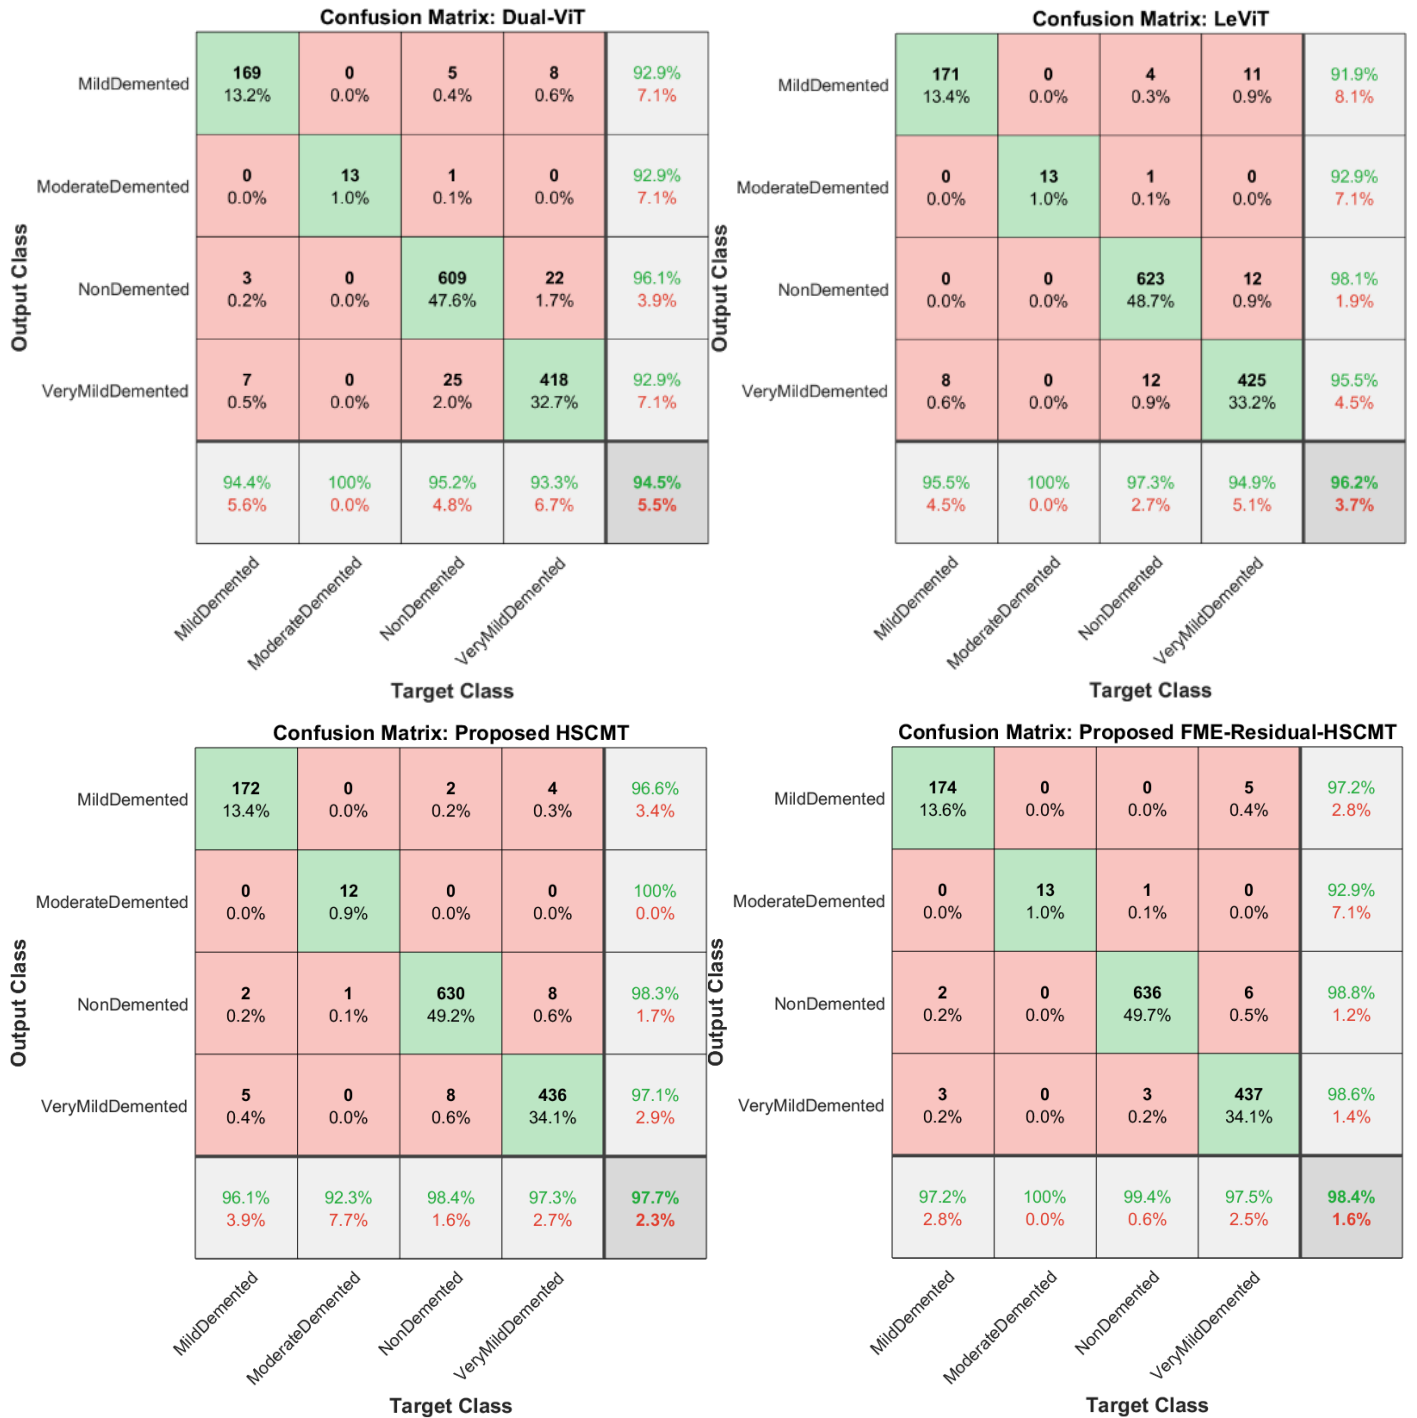 Confusion Matrix: Dual-ViT
MildDemented 169 0 5 8 92.9%
13.2% 0.0% 0.4% 0.6% 7.1%
ModerateDemented 0 13 1 0 92.9%
0.0% 1.0% 0.1% 0.0% 7.1%
NonDemented 3 0 609 22 96.1%
0.2% 0.0% 47.6% 1.7% 3.9%
VeryMildDemented 7 0 25 418 92.9%
0.5% 0.0% 2.0% 32.7% 7.1%
94.4% 100% 95.2% 93.3% 94.5%
5.6% 0.0% 4.8% 6.7% 5.5%
Output Class
MildDemented ModerateDemented NonDemented VeryMildDemented
Target Class
Confusion Matrix: LeViT
MildDemented 171 0 4 11 91.9%
13.4% 0.0% 0.3% 0.9% 8.1%
ModerateDemented 0 13 1 0 92.9%
0.0% 1.0% 0.1% 0.0% 7.1%
NonDemented 0 0 623 12 98.1%
0.0% 0.0% 48.7% 0.9% 1.9%
VeryMildDemented 8 0 12 425 95.5%
0.6% 0.0% 0.9% 33.2% 4.5%
95.5% 100% 97.3% 94.9% 96.2%
4.5% 0.0% 2.7% 5.1% 3.7%
Output Class
MildDemented ModerateDemented NonDemented VeryMildDemented
Target Class
Confusion Matrix: Proposed HSCMT
MildDemented 172 0 2 4 96.6%
13.4% 0.0% 0.2% 0.3% 3.4%
ModerateDemented 0 12 0 0 100%
0.0% 0.9% 0.0% 0.0% 0.0%
NonDemented 2 1 630 8 98.3%
0.2% 0.1% 49.2% 0.6% 1.7%
VeryMildDemented 5 0 8 436 97.1%
0.4% 0.0% 0.6% 34.1% 2.9%
96.1% 92.3% 98.4% 97.3% 97.7%
3.9% 7.7% 1.6% 2.7% 2.3%
Output Class
MildDemented ModerateDemented NonDemented VeryMildDemented
Target Class
Confusion Matrix: Proposed FME-Residual-HSCMT
MildDemented 174 0 0 5 97.2%
13.6% 0.0% 0.0% 0.4% 2.8%
ModerateDemented 0 13 1 0 92.9%
0.0% 1.0% 0.1% 0.0% 7.1%
NonDemented 2 0 636 6 98.8%
0.2% 0.0% 49.7% 0.5% 1.2%
VeryMildDemented 3 0 3 437 98.6%
0.2% 0.0% 0.2% 34.1% 1.4%
97.2% 100% 99.4% 97.5% 98.4%
2.8% 0.0% 0.6% 2.5% 1.6%
Output Class
MildDemented ModerateDemented NonDemented VeryMildDemented
Target Class